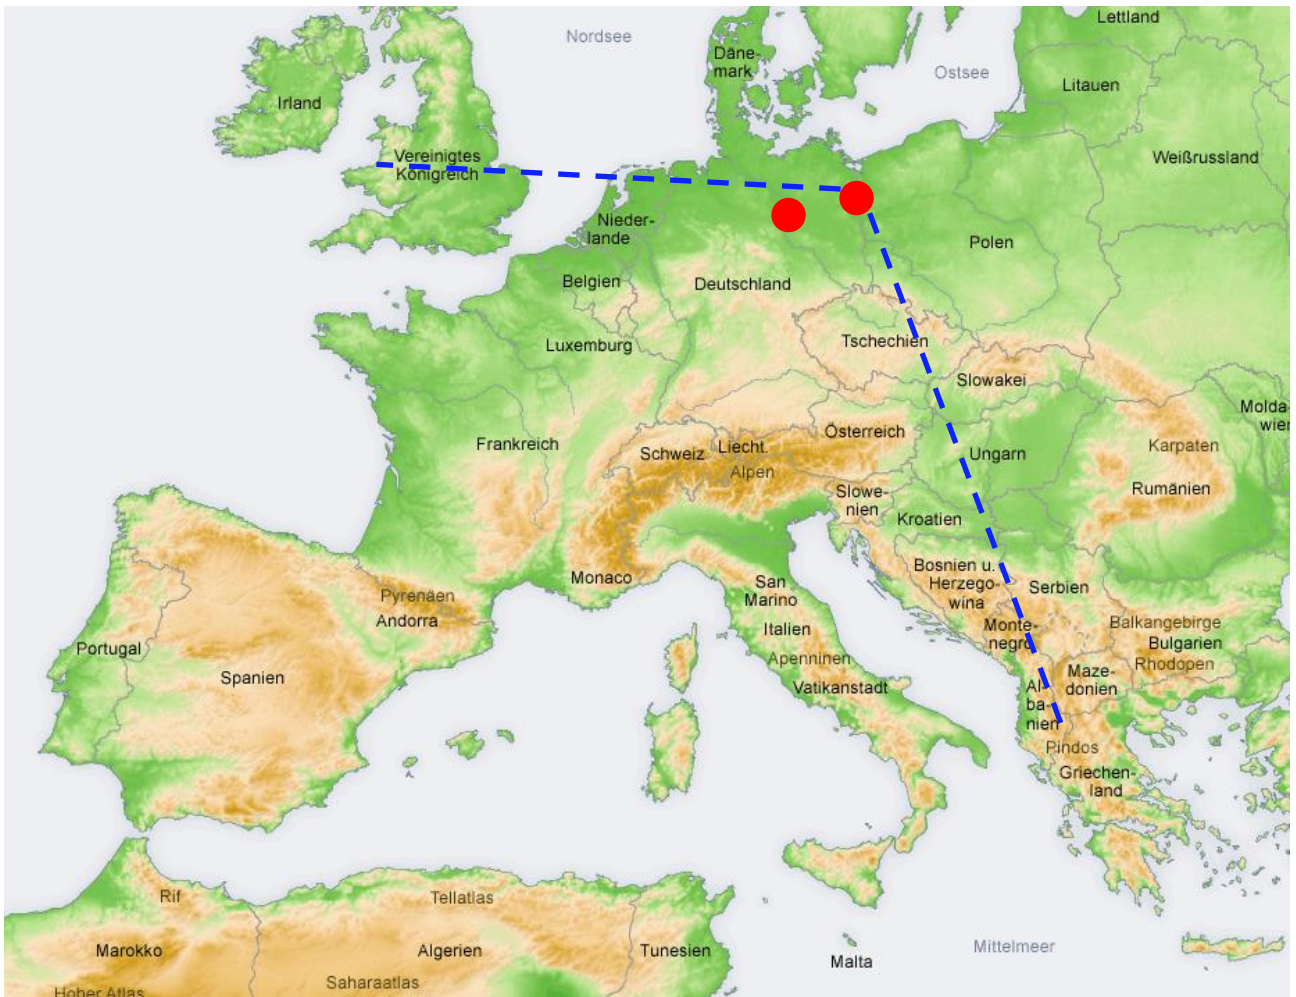 Lettland
Nordsee
Däne-
mark
Ostsee
Litauen
Irland
Vereinigtes
Königreich
Weißrussland
Nieder-
lande
Polen
Belgien
Deutschland
Luxemburg
Tschechien
Slowakei
Molda-
wien
Frankreich
Österreich
Schweiz
Liecht.
Alpen
Ungarn
Karpaten
Rumänien
Slowe-
nien
Kroatien
Monaco
San
Marino
Bosnien u.
Herzego-
wina
Serbien
Pyrenäen
Andorra
Italien
Monte-
negro
Balkangebirge
Bulgarien
Rhodopen
Portugal
Spanien
Apenninen
Vatikanstadt
Maze-
donien
Al-
ba-
nien
Pindos
Griechen-
land
Rif
Tellatlas
Marokko
Algerien
Tunesien
Malta
Mittelmeer
Saharaatlas
Hoher Atlas